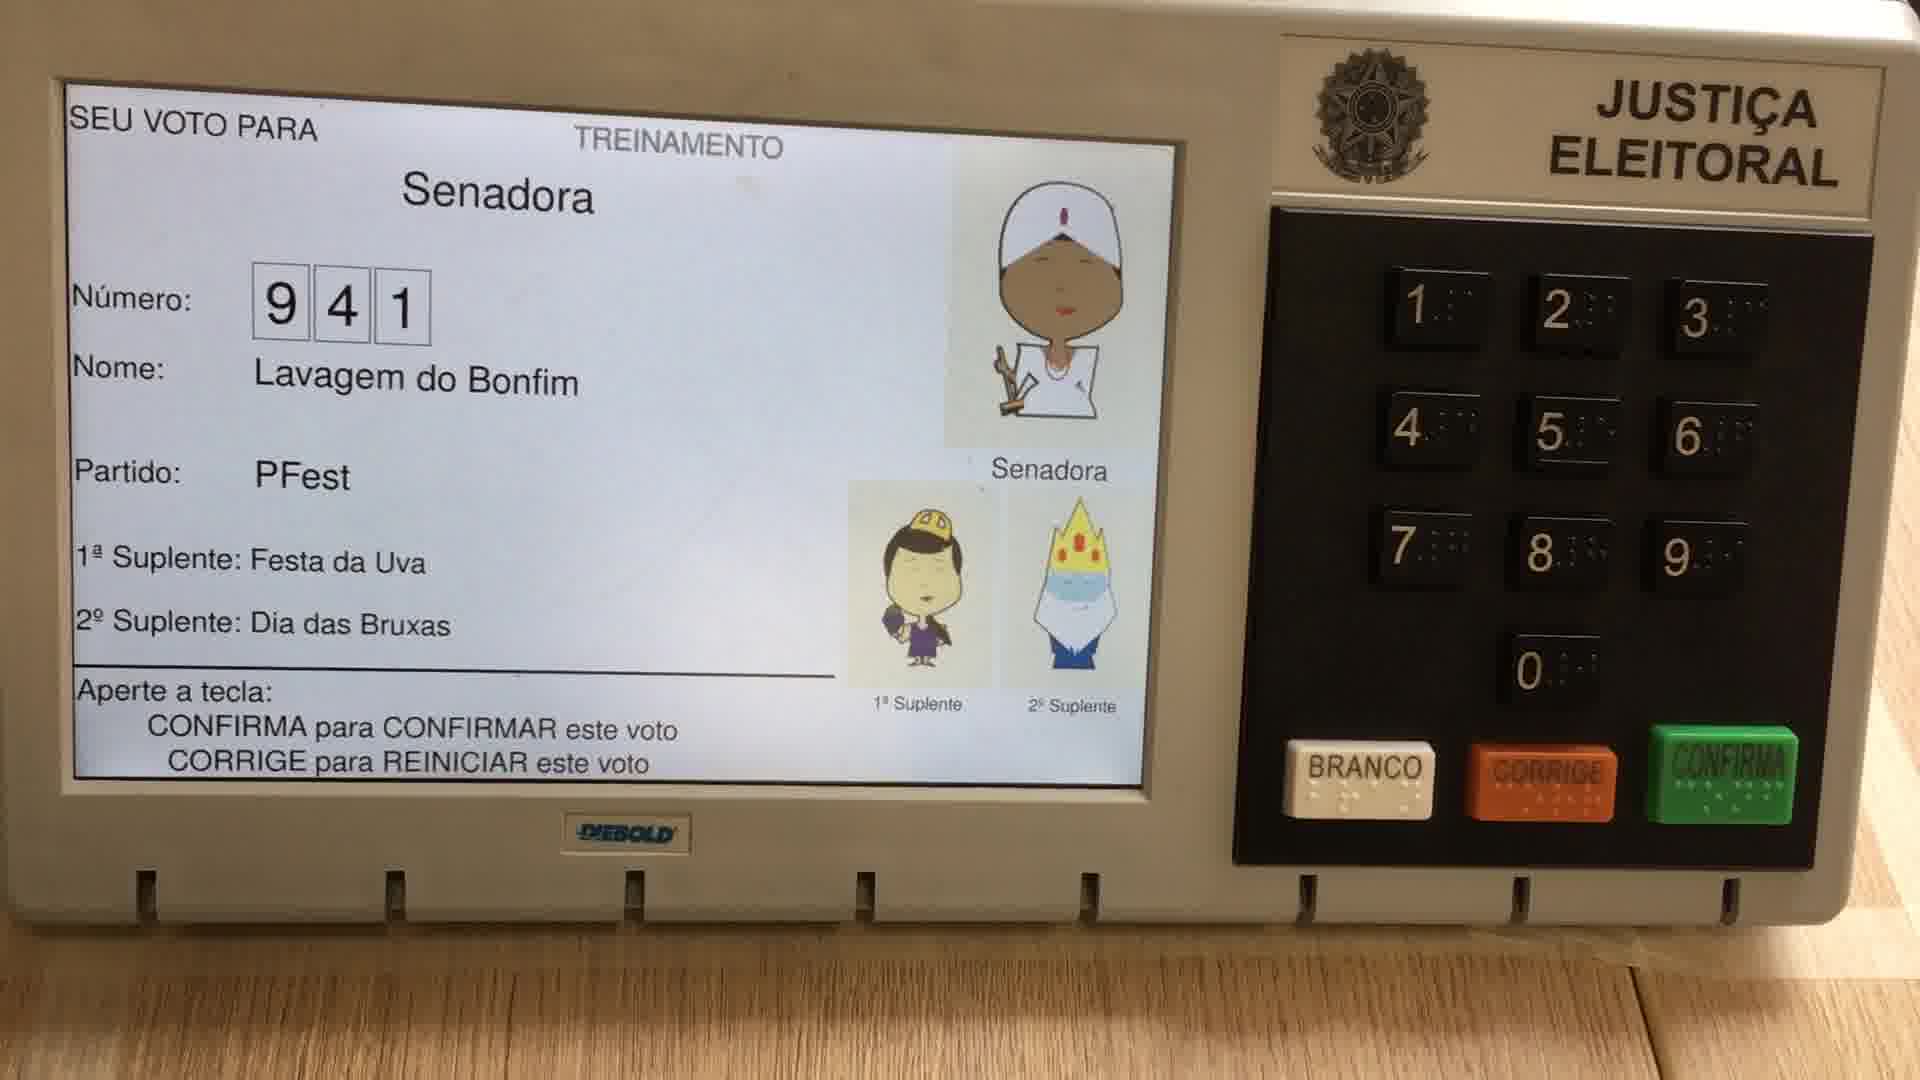 SEU VOTO PARA
TREINAMENTO
Senadora
Número: 9 4 1
Nome: Lavagem do Bonfim
Partido: PFest
1ª Suplente: Festa da Uva
2º Suplente: Dia das Bruxas
Aperte a tecla:
CONFIRMA para CONFIRMAR este voto
CORRIGE para REINICIAR este voto
Senadora
1ª Suplente
2º Suplente
DIEBOLD
JUSTIÇA
ELEITORAL
1 2 3
4 5 6
7 8 9
0
BRANCO CORRIGE CONFIRMA